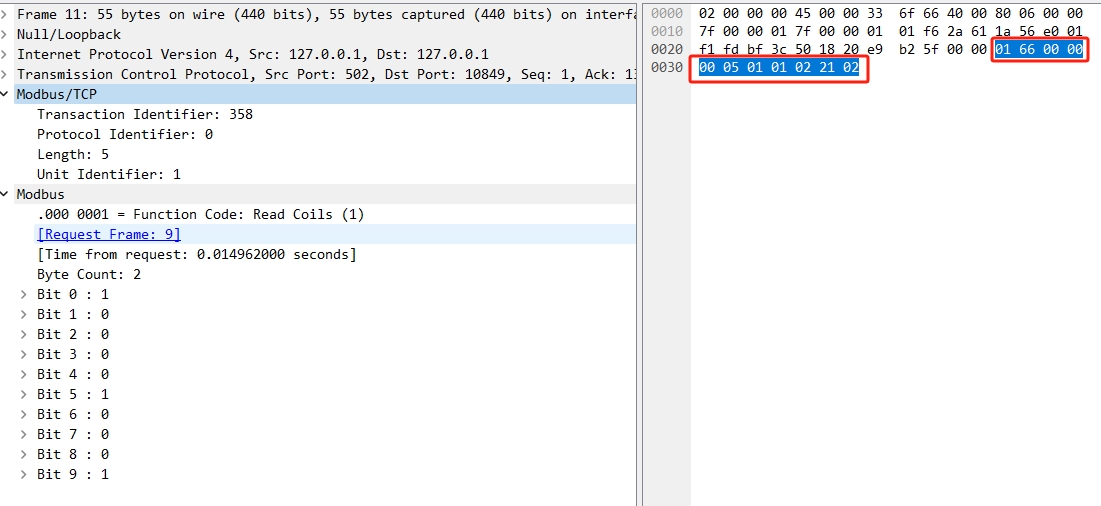 Frame 11: 55 bytes on wire (440 bits), 55 bytes captured (440 bits) on interfa
Null/Loopback
Internet Protocol Version 4, Src: 127.0.0.1, Dst: 127.0.0.1
Transmission Control Protocol, Src Port: 502, Dst Port: 10849, Seq: 1, Ack: 13
Modbus/TCP
Transaction Identifier: 358
Protocol Identifier: 0
Length: 5
Unit Identifier: 1
Modbus
.000 0001 = Function Code: Read Coils (1)
[Request Frame: 9]
[Time from request: 0.014962000 seconds]
Byte Count: 2
Bit 0 : 1
Bit 1 : 0
Bit 2 : 0
Bit 3 : 0
Bit 4 : 0
Bit 5 : 1
Bit 6 : 0
Bit 7 : 0
Bit 8 : 0
Bit 9 : 1
0000 02 00 00 00 45 00 00 33 6f 66 40 00 80 06 00 00
0010 7f 00 00 01 7f 00 00 01 01 f6 2a 61 1a 56 e0 01
0020 f1 fd bf 3c 50 18 20 e9 b2 5f 00 00 01 66 00 00
0030 00 05 01 01 02 21 02